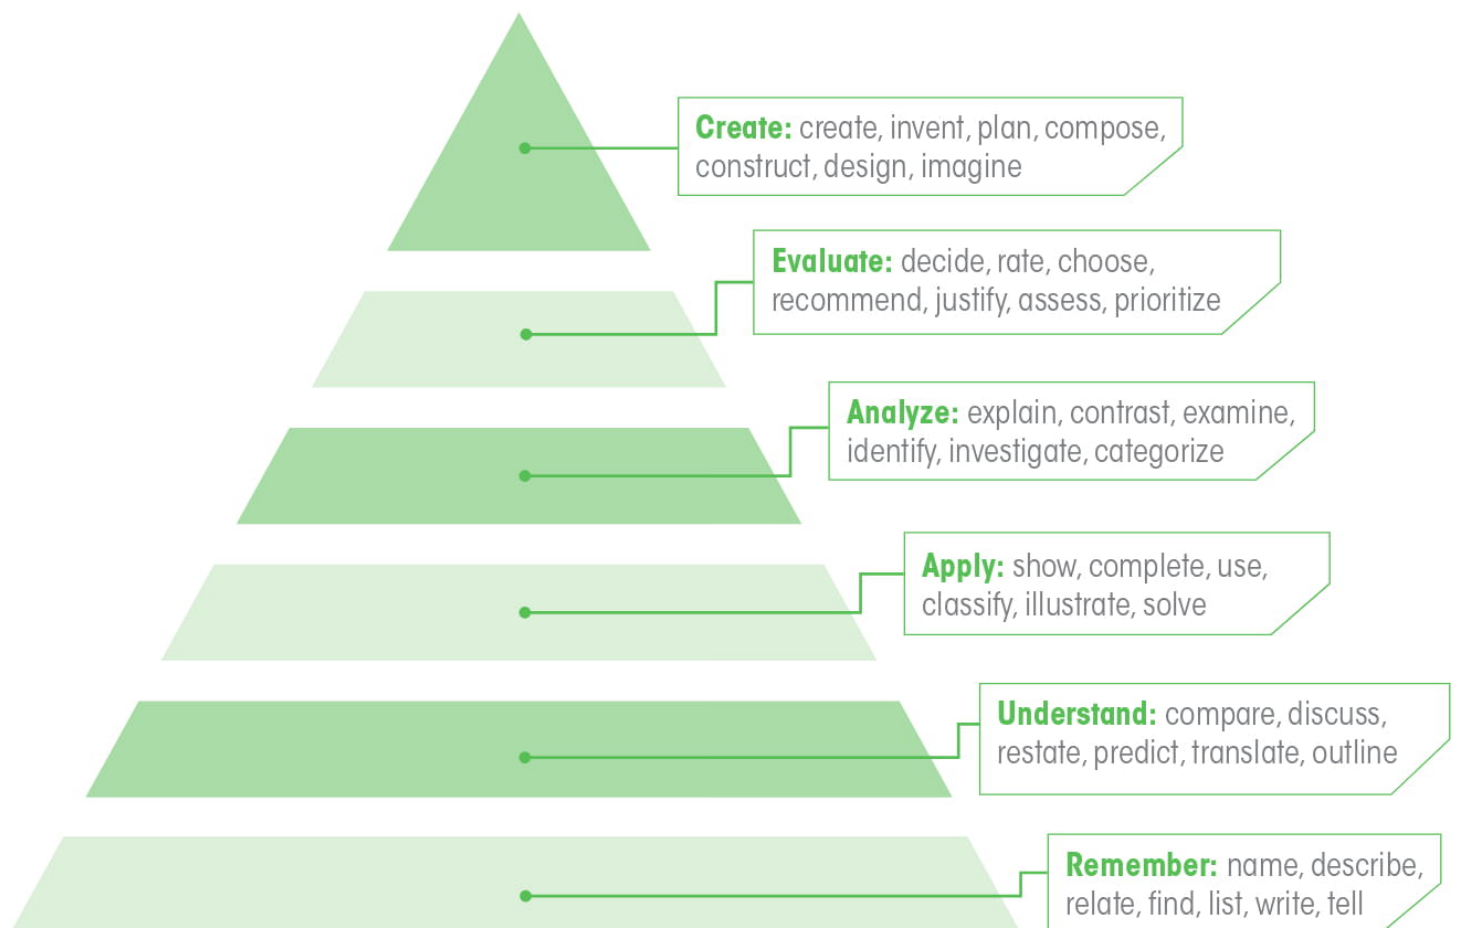 Create: create, invent, plan, compose,
construct, design, imagine
Evaluate: decide, rate, choose,
recommend, justify, assess, prioritize
Analyze: explain, contrast, examine,
identify, investigate, categorize
Apply: show, complete, use,
classify, illustrate, solve
Understand: compare, discuss,
restate, predict, translate, outline
Remember: name, describe,
relate, find, list, write, tell